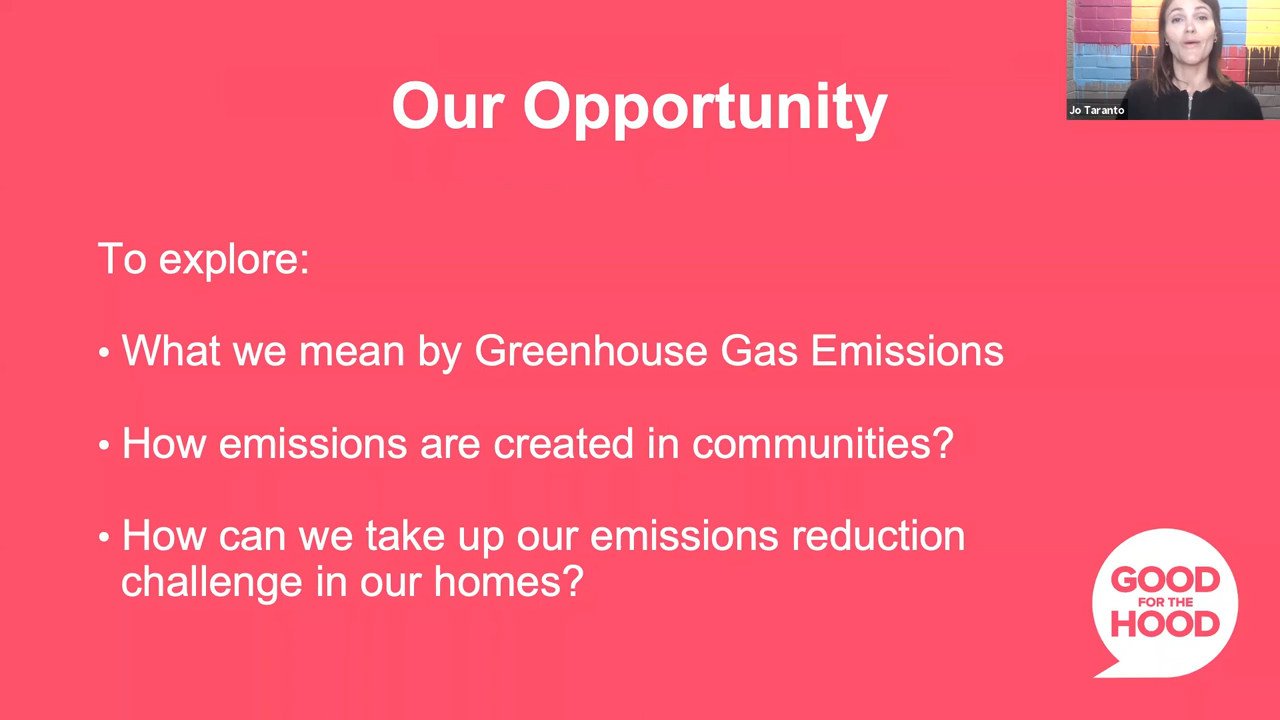 Our Opportunity
Jo Taranto
To explore:
• What we mean by Greenhouse Gas Emissions
• How emissions are created in communities?
• How can we take up our emissions reduction
challenge in our homes?
GOOD
FOR THE
HOOD